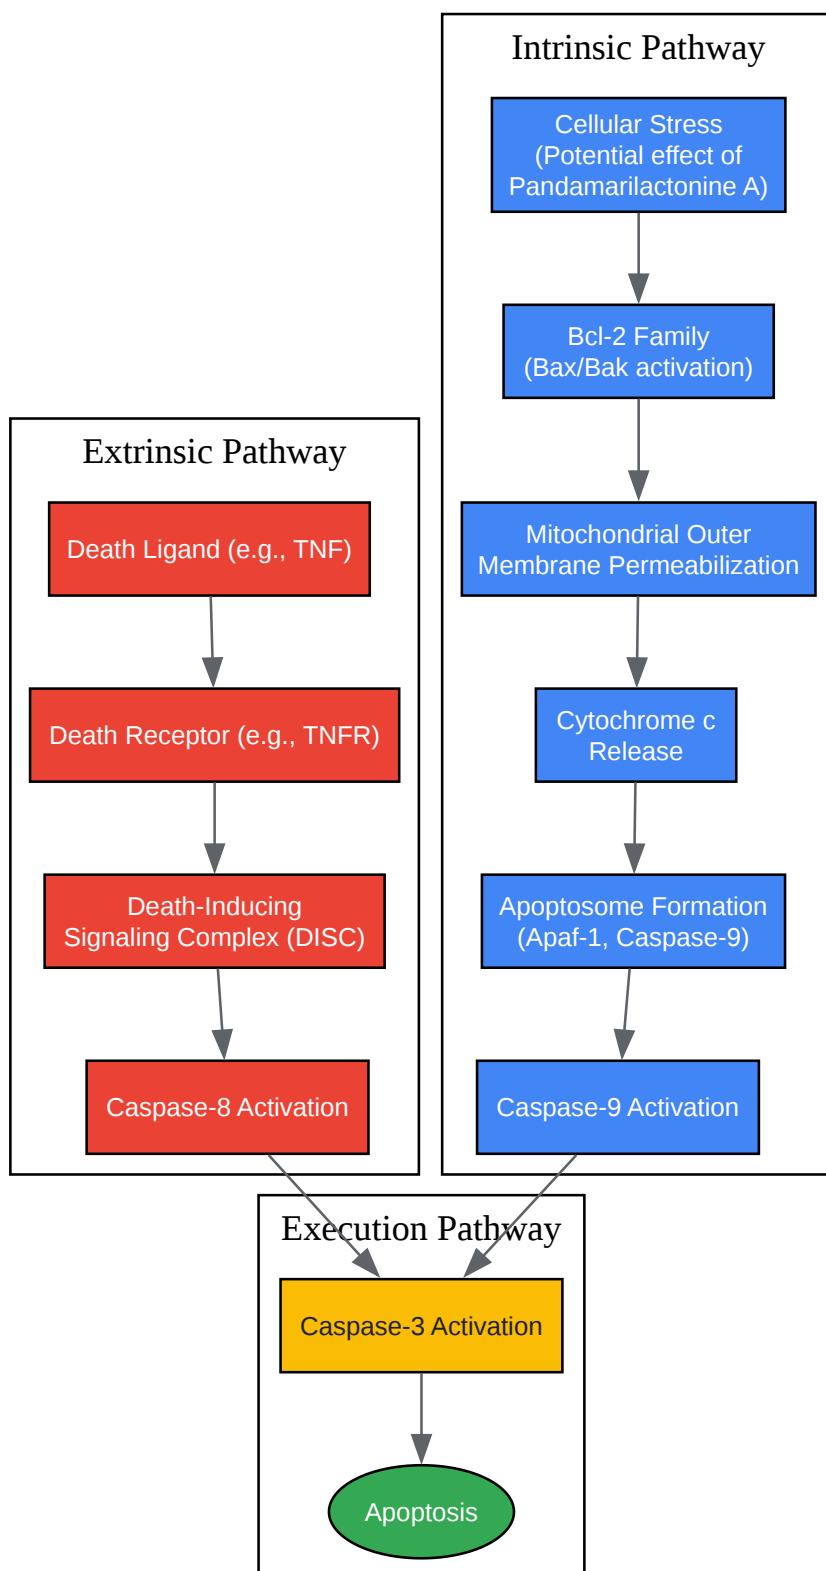 Intrinsic Pathway
Cellular Stress
(Potential effect of
Pandamarilactonine A)
Bcl-2 Family
(Bax/Bak activation)
Mitochondrial Outer
Membrane Permeabilization
Cytochrome c
Release
Apoptosome Formation
(Apaf-1, Caspase-9)
Caspase-9 Activation
Extrinsic Pathway
Death Ligand (e.g., TNF)
Death Receptor (e.g., TNFR)
Death-Inducing
Signaling Complex (DISC)
Caspase-8 Activation
Execution Pathway
Caspase-3 Activation
Apoptosis